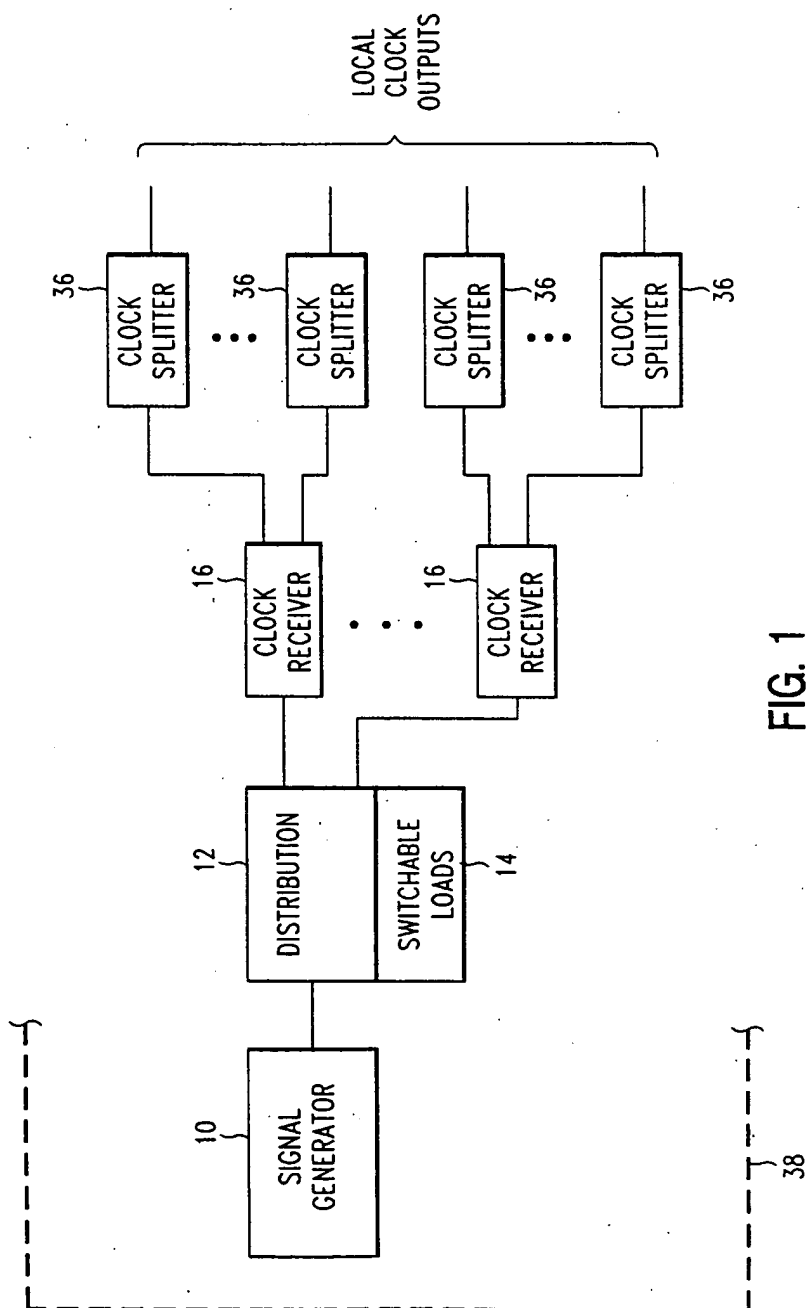 10
SIGNAL
GENERATOR
12
DISTRIBUTION
SWITCHABLE
LOADS
14
16
CLOCK
RECEIVER
16
CLOCK
RECEIVER
36
CLOCK
SPLITTER
36
CLOCK
SPLITTER
CLOCK
SPLITTER
36
CLOCK
SPLITTER
36
LOCAL
CLOCK
OUTPUTS
38
FIG. 1